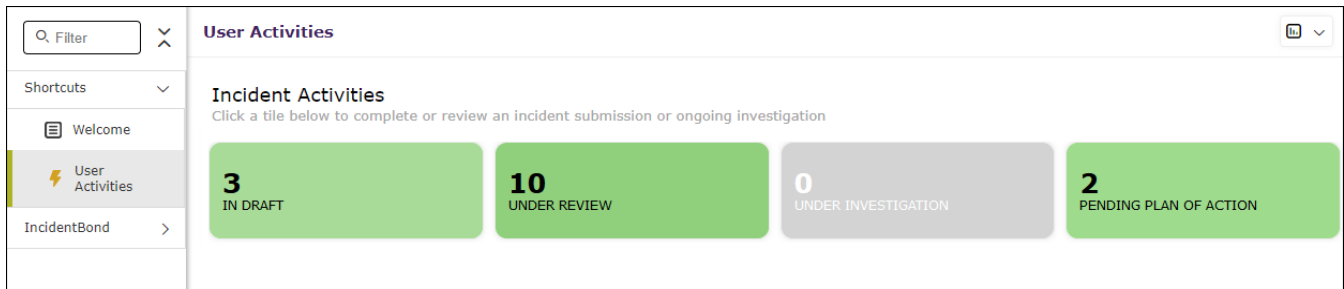 Filter
User Activities
Shortcuts
Welcome
User
Activities
IncidentBond
Incident Activities
Click a tile below to complete or review an incident submission or ongoing investigation
3
IN DRAFT
10
UNDER REVIEW
0
UNDER INVESTIGATION
2
PENDING PLAN OF ACTION